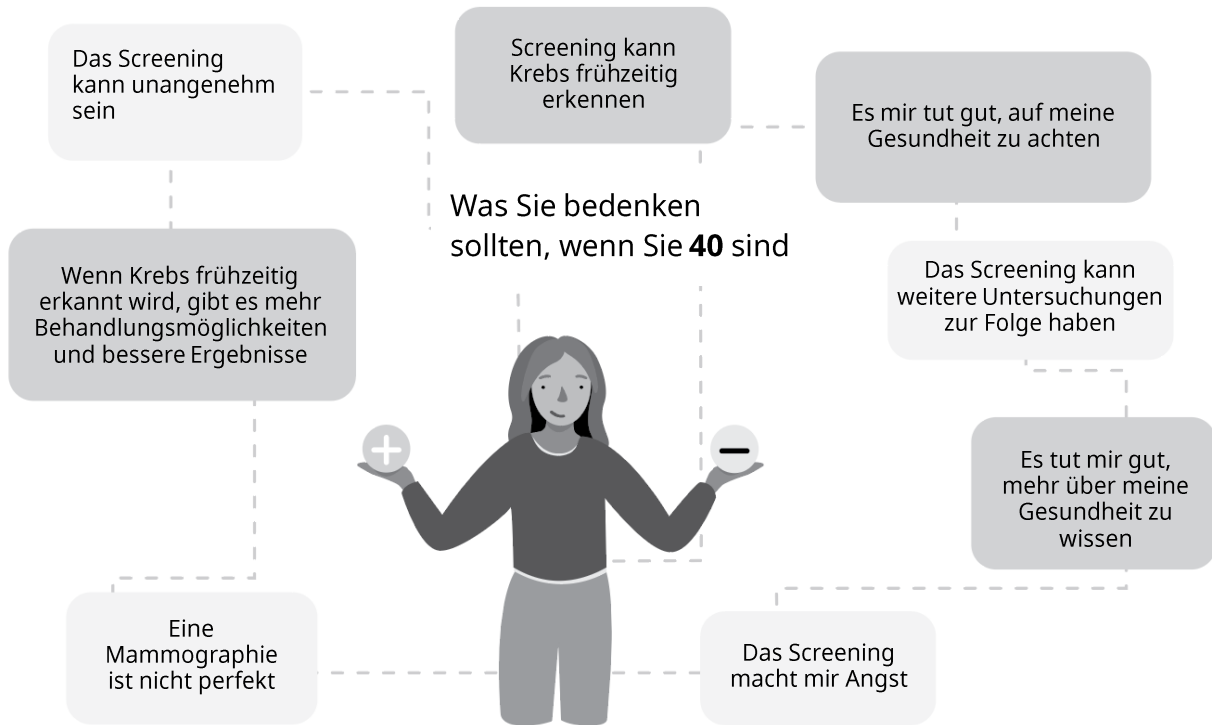 Das Screening
kann unangenehm
sein
Screening kann
Krebs frühzeitig
erkennen
Es mir tut gut, auf meine
Gesundheit zu achten
Was Sie bedenken
sollten, wenn Sie 40 sind
Wenn Krebs frühzeitig
erkannt wird, gibt es mehr
Behandlungsmöglichkeiten
und bessere Ergebnisse
Das Screening kann
weitere Untersuchungen
zur Folge haben
Es tut mir gut,
mehr über meine
Gesundheit zu
wissen
Eine
Mammographie
ist nicht perfekt
Das Screening
macht mir Angst